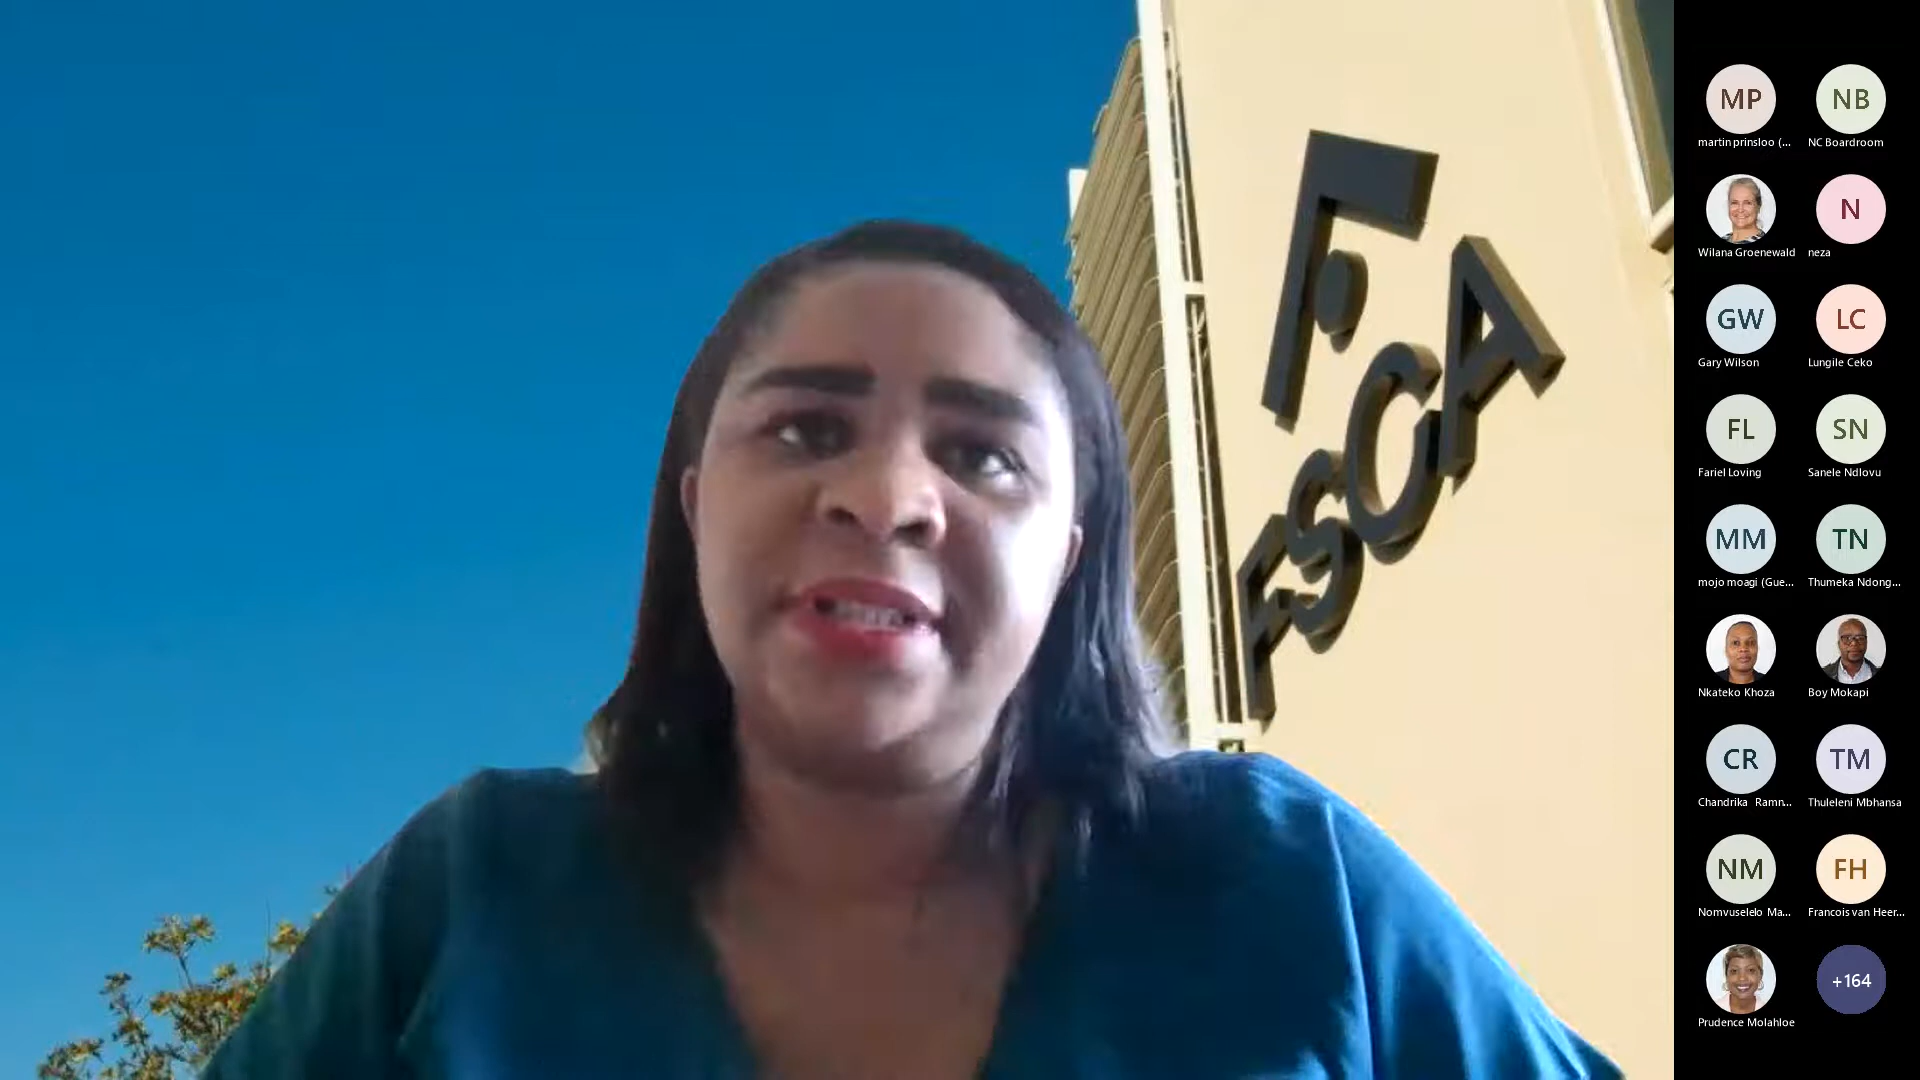 F.
FSCA
MP
NB
martin prinsloo (...
NC Boardroom
N
Wilana Groenewald
neza
GW
LC
Gary Wilson
Lungile Ceko
FL
SN
Fariel Loving
Sanele Ndlovu
MM
TN
mojo moagi (Gue...
Thumeka Ndong...
Nkateko Khoza
Boy Mokapi
CR
TM
Chandrika Ramn...
Thuleleni Mbhansa
NM
FH
Nomvuselelo Ma...
Francois van Heer...
+164
Prudence Molahloe